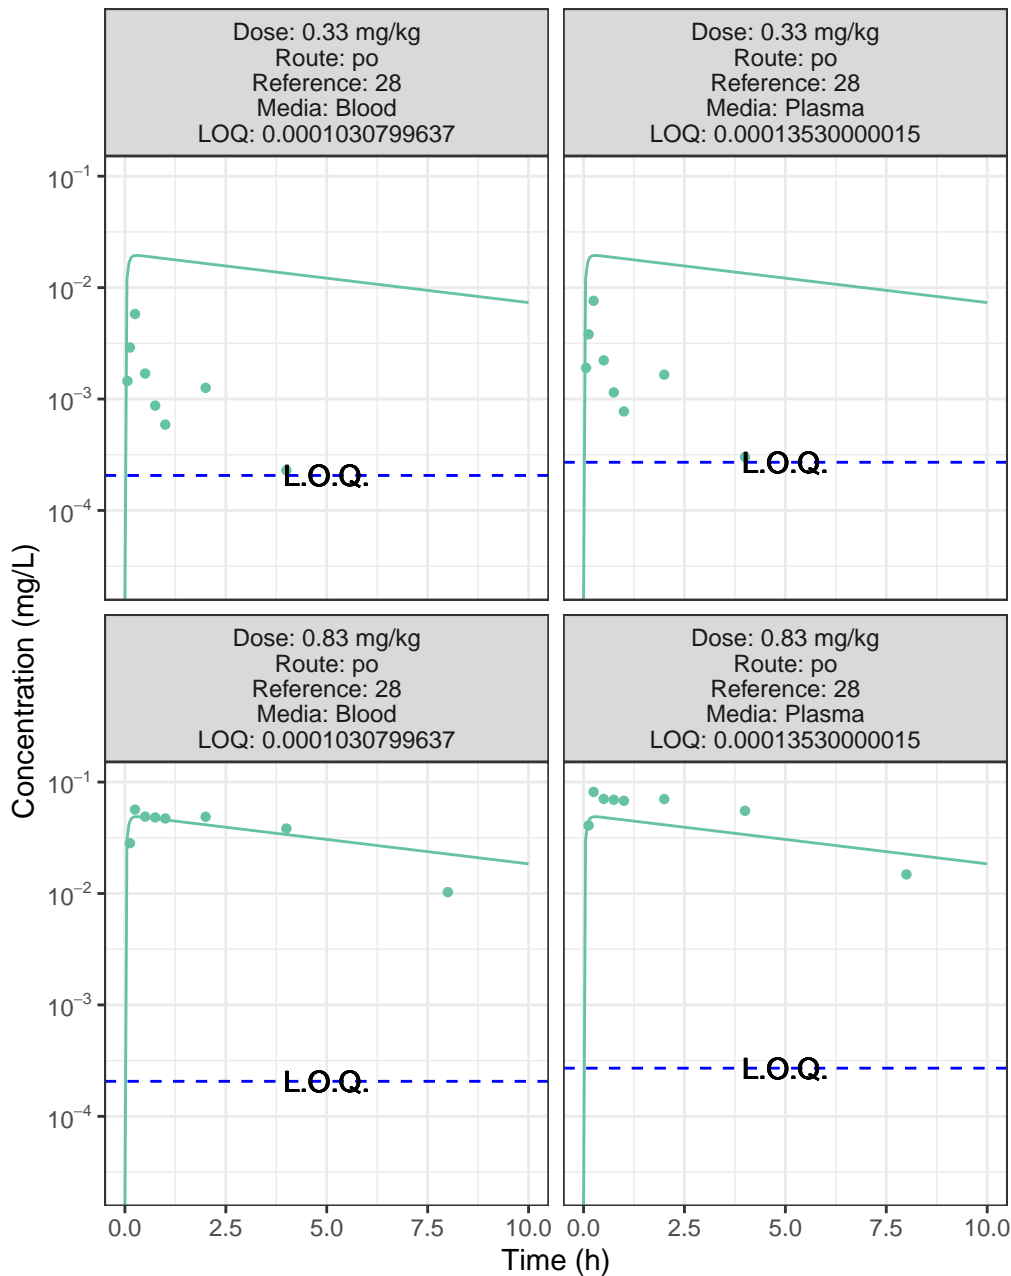 Dose: 0.33 mg/kg
Route: po
Reference: 28
Media: Blood
LOQ: 0.0001030799637
Dose: 0.33 mg/kg
Route: po
Reference: 28
Media: Plasma
LOQ: 0.00013530000015
10⁻¹
10⁻²
10⁻³
10⁻⁴
L.O.Q.
L.O.Q.
Concentration (mg/L)
Dose: 0.83 mg/kg
Route: po
Reference: 28
Media: Blood
LOQ: 0.0001030799637
Dose: 0.83 mg/kg
Route: po
Reference: 28
Media: Plasma
LOQ: 0.00013530000015
10⁻¹
10⁻²
10⁻³
10⁻⁴
L.O.Q.
L.O.Q.
0.0 2.5 5.0 7.5 10.0
0.0 2.5 5.0 7.5 10.0
Time (h)